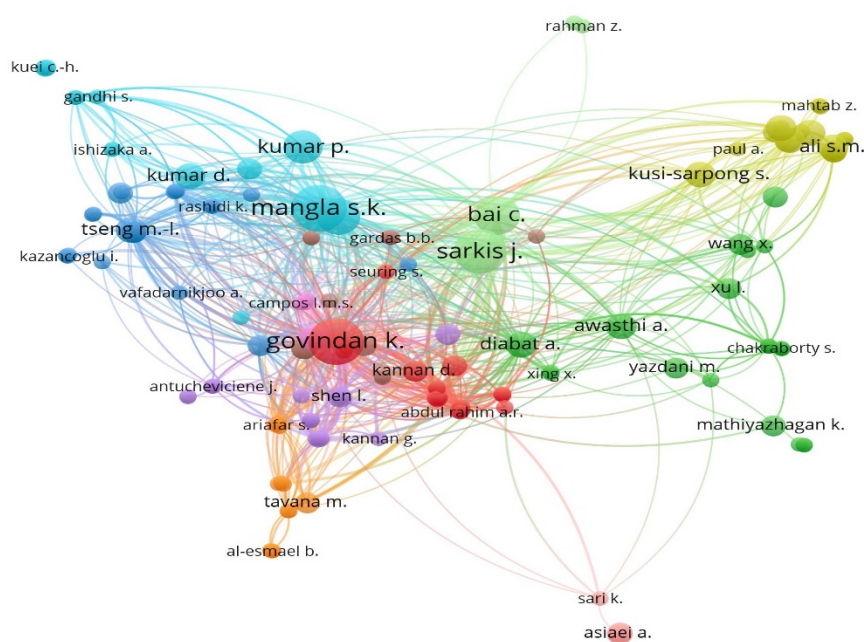 rahman z.
kuei c.-h.
gandhi s.
mahtab z.
ishizaka a.
kumar p.
paul a.
ali s.m.
kumar d.
kusi-sarpong s.
rashidi k.
mangla s.k.
bai c.
tseng m.-l.
gardas b.b.
sarkis j.
wang x.
kazancoglu i.
seuring s.
vafadarnikjoo a.
campos l.m.s.
xu l.
govindan k.
diabat a.
awasthi a.
chakraborty s.
kannan d.
xing x.
yazdani m.
antucheviciene j.
shen l.
abdul rahim a.r.
ariafar s.
kannan g.
mathiyazhagan k.
tavana m.
al-esmael b.
sari k.
asiaei a.